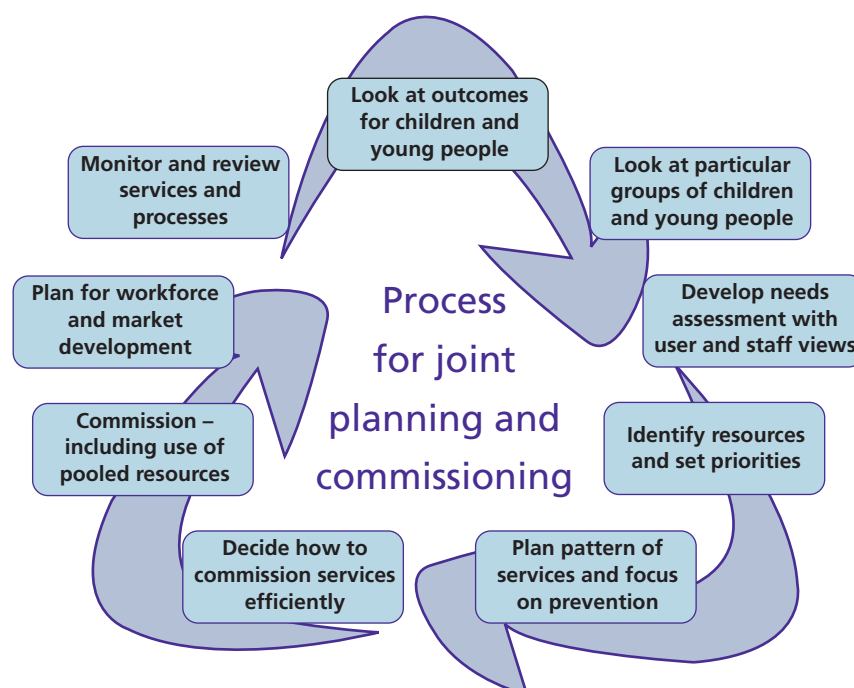 Look at outcomes
for children and
young people
Look at particular
groups of children
and young people
Develop needs
assessment with
user and staff views
Identify resources
and set priorities
Plan pattern of
services and focus
on prevention
Decide how to
commission services
efficiently
Commission –
including use of
pooled resources
Plan for workforce
and market
development
Monitor and review
services and
processes
Process
for joint
planning and
commissioning